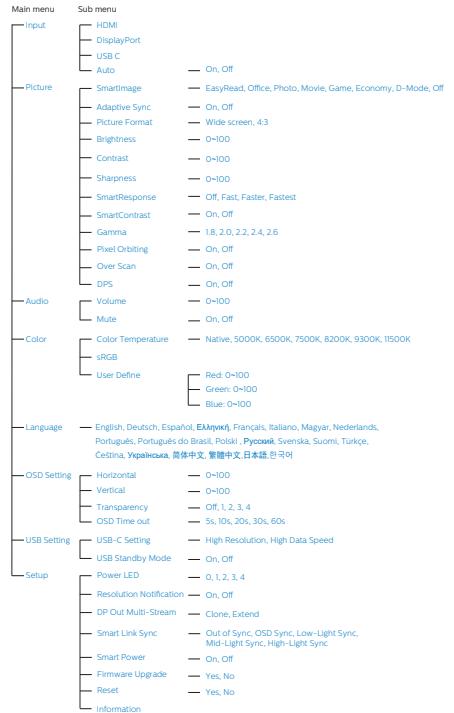 Main menu Sub menu
Input HDMI
DisplayPort
USB C
Auto On, Off
Picture SmartImage EasyRead, Office, Photo, Movie, Game, Economy, D-Mode, Off
Adaptive Sync On, Off
Picture Format Wide screen, 4:3
Brightness 0~100
Contrast 0~100
Sharpness 0~100
SmartResponse Off, Fast, Faster, Fastest
SmartContrast On, Off
Gamma 1.8, 2.0, 2.2, 2.4, 2.6
Pixel Orbiting On, Off
Over Scan On, Off
DPS On, Off
Audio Volume 0~100
Mute On, Off
Color Color Temperature Native, 5000K, 6500K, 7500K, 8200K, 9300K, 11500K
sRGB
User Define Red: 0~100
Green: 0~100
Blue: 0~100
Language English, Deutsch, Español, Ελληνική, Français, Italiano, Magyar, Nederlands,
Português, Português do Brasil, Polski , Русский, Svenska, Suomi, Türkçe,
Čeština, Українська, 简体中文, 繁體中文,日本語,한국어
OSD Setting Horizontal 0~100
Vertical 0~100
Transparency Off, 1, 2, 3, 4
OSD Time out 5s, 10s, 20s, 30s, 60s
USB Setting USB-C Setting High Resolution, High Data Speed
USB Standby Mode On, Off
Setup Power LED 0, 1, 2, 3, 4
Resolution Notification On, Off
DP Out Multi-Stream Clone, Extend
Smart Link Sync Out of Sync, OSD Sync, Low-Light Sync,
Mid-Light Sync, High-Light Sync
Smart Power On, Off
Firmware Upgrade Yes, No
Reset Yes, No
Information